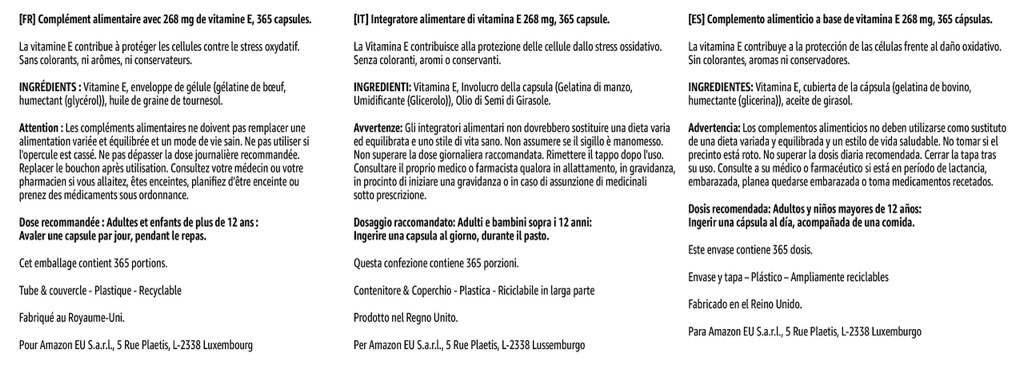 [FR] Complément alimentaire avec 268 mg de vitamine E, 365 capsules.
La vitamine E contribue à protéger les cellules contre le stress oxydatif.
Sans colorants, ni arômes, ni conservateurs.
INGRÉDIENTS : Vitamine E, enveloppe de gélule (gélatine de bœuf,
humectant (glycérol)), huile de graine de tournesol.
Attention : Les compléments alimentaires ne doivent pas remplacer une
alimentation variée et équilibrée et un mode de vie sain. Ne pas utiliser si
l'opercule est cassé. Ne pas dépasser la dose journalière recommandée.
Replacer le bouchon après utilisation. Consultez votre médecin ou votre
pharmacien si vous allaitez, êtes enceintes, planifiez d'être enceinte ou
prenez des médicaments sous ordonnance.
Dose recommandée : Adultes et enfants de plus de 12 ans :
Avaler une capsule par jour, pendant le repas.
Cet emballage contient 365 portions.
Tube & couvercle - Plastique - Recyclable
Fabriqué au Royaume-Uni.
Pour Amazon EU S.a.r.l., 5 Rue Plaetis, L-2338 Luxembourg
[IT] Integratore alimentare di vitamina E 268 mg, 365 capsule.
La Vitamina E contribuisce alla protezione delle cellule dallo stress ossidativo.
Senza coloranti, aromi o conservanti.
INGREDIENTI: Vitamina E, Involucro della capsula (Gelatina di manzo,
Umidificante (Glicerolo)), Olio di Semi di Girasole.
Avvertenze: Gli integratori alimentari non dovrebbero sostituire una dieta varia
ed equilibrata e uno stile di vita sano. Non assumere se il sigillo è manomesso.
Non superare la dose giornaliera raccomandata. Rimettere il tappo dopo l'uso.
Consultare il proprio medico o farmacista qualora in allattamento, in gravidanza,
in procinto di iniziare una gravidanza o in caso di assunzione di medicinali
sotto prescrizione.
Dosaggio raccomandato: Adulti e bambini sopra i 12 anni:
Ingerire una capsula al giorno, durante il pasto.
Questa confezione contiene 365 porzioni.
Contenitore & Coperchio - Plastica - Riciclabile in larga parte
Prodotto nel Regno Unito.
Per Amazon EU S.a.r.l., 5 Rue Plaetis, L-2338 Lussemburgo
[ES] Complemento alimenticio a base de vitamina E 268 mg, 365 cápsulas.
La vitamina E contribuye a la protección de las células frente al daño oxidativo.
Sin colorantes, aromas ni conservadores.
INGREDIENTES: Vitamina E, cubierta de la cápsula (gelatina de bovino,
humectante (glicerina)), aceite de girasol.
Advertencia: Los complementos alimenticios no deben utilizarse como sustituto
de una dieta variada y equilibrada y un estilo de vida saludable. No tomar si el
precinto está roto. No superar la dosis diaria recomendada. Cerrar la tapa tras
su uso. Consulte a su médico o farmacéutico si está en período de lactancia,
embarazada, planea quedarse embarazada o toma medicamentos recetados.
Dosis recomendada: Adultos y niños mayores de 12 años:
Ingerir una cápsula al día, acompañada de una comida.
Este envase contiene 365 dosis.
Envase y tapa – Plástico – Ampliamente reciclables
Fabricado en el Reino Unido.
Para Amazon EU S.a.r.l., 5 Rue Plaetis, L-2338 Luxemburgo